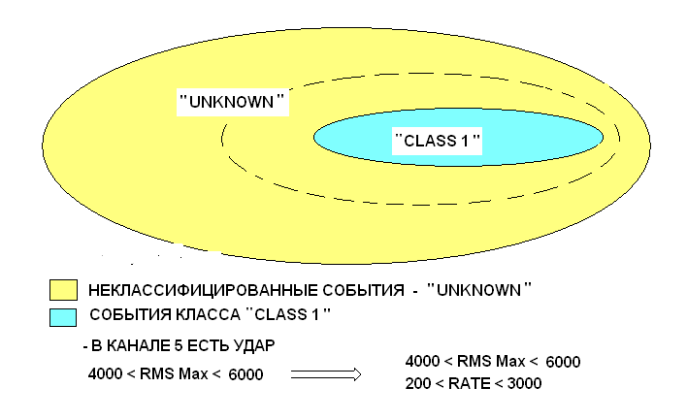 "UNKNOWN"
"CLASS 1"
НЕКЛАССИФИЦИРОВАННЫЕ СОБЫТИЯ - "UNKNOWN"
СОБЫТИЯ КЛАССА "CLASS 1"
- В КАНАЛЕ 5 ЕСТЬ УДАР
4000 < RMS Max < 6000
4000 < RMS Max < 6000
200 < RATE < 3000